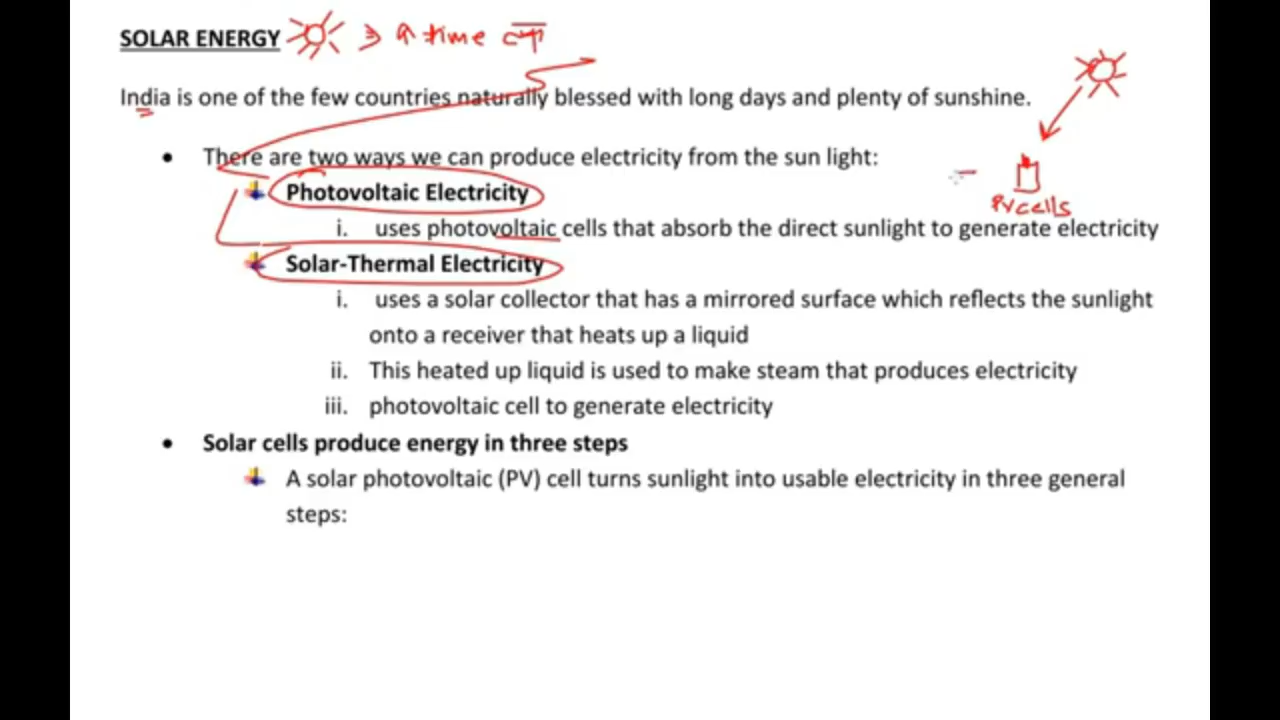 SOLAR ENERGY time
India is one of the few countries naturally blessed with long days and plenty of sunshine.
There are two ways we can produce electricity from the sun light:
Photovoltaic Electricity
PV cells
i. uses photovoltaic cells that absorb the direct sunlight to generate electricity
Solar-Thermal Electricity
i. uses a solar collector that has a mirrored surface which reflects the sunlight
onto a receiver that heats up a liquid
ii. This heated up liquid is used to make steam that produces electricity
iii. photovoltaic cell to generate electricity
Solar cells produce energy in three steps
A solar photovoltaic (PV) cell turns sunlight into usable electricity in three general
steps: